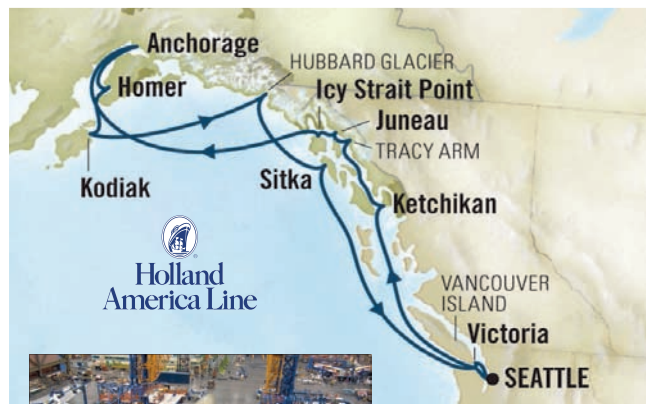 Anchorage
HUBBARD GLACIER
Homer
Icy Strait Point
Juneau
TRACY ARM
Kodiak
Sitka
Ketchikan
Holland
America Line
VANCOUVER
ISLAND
Victoria
SEATTLE